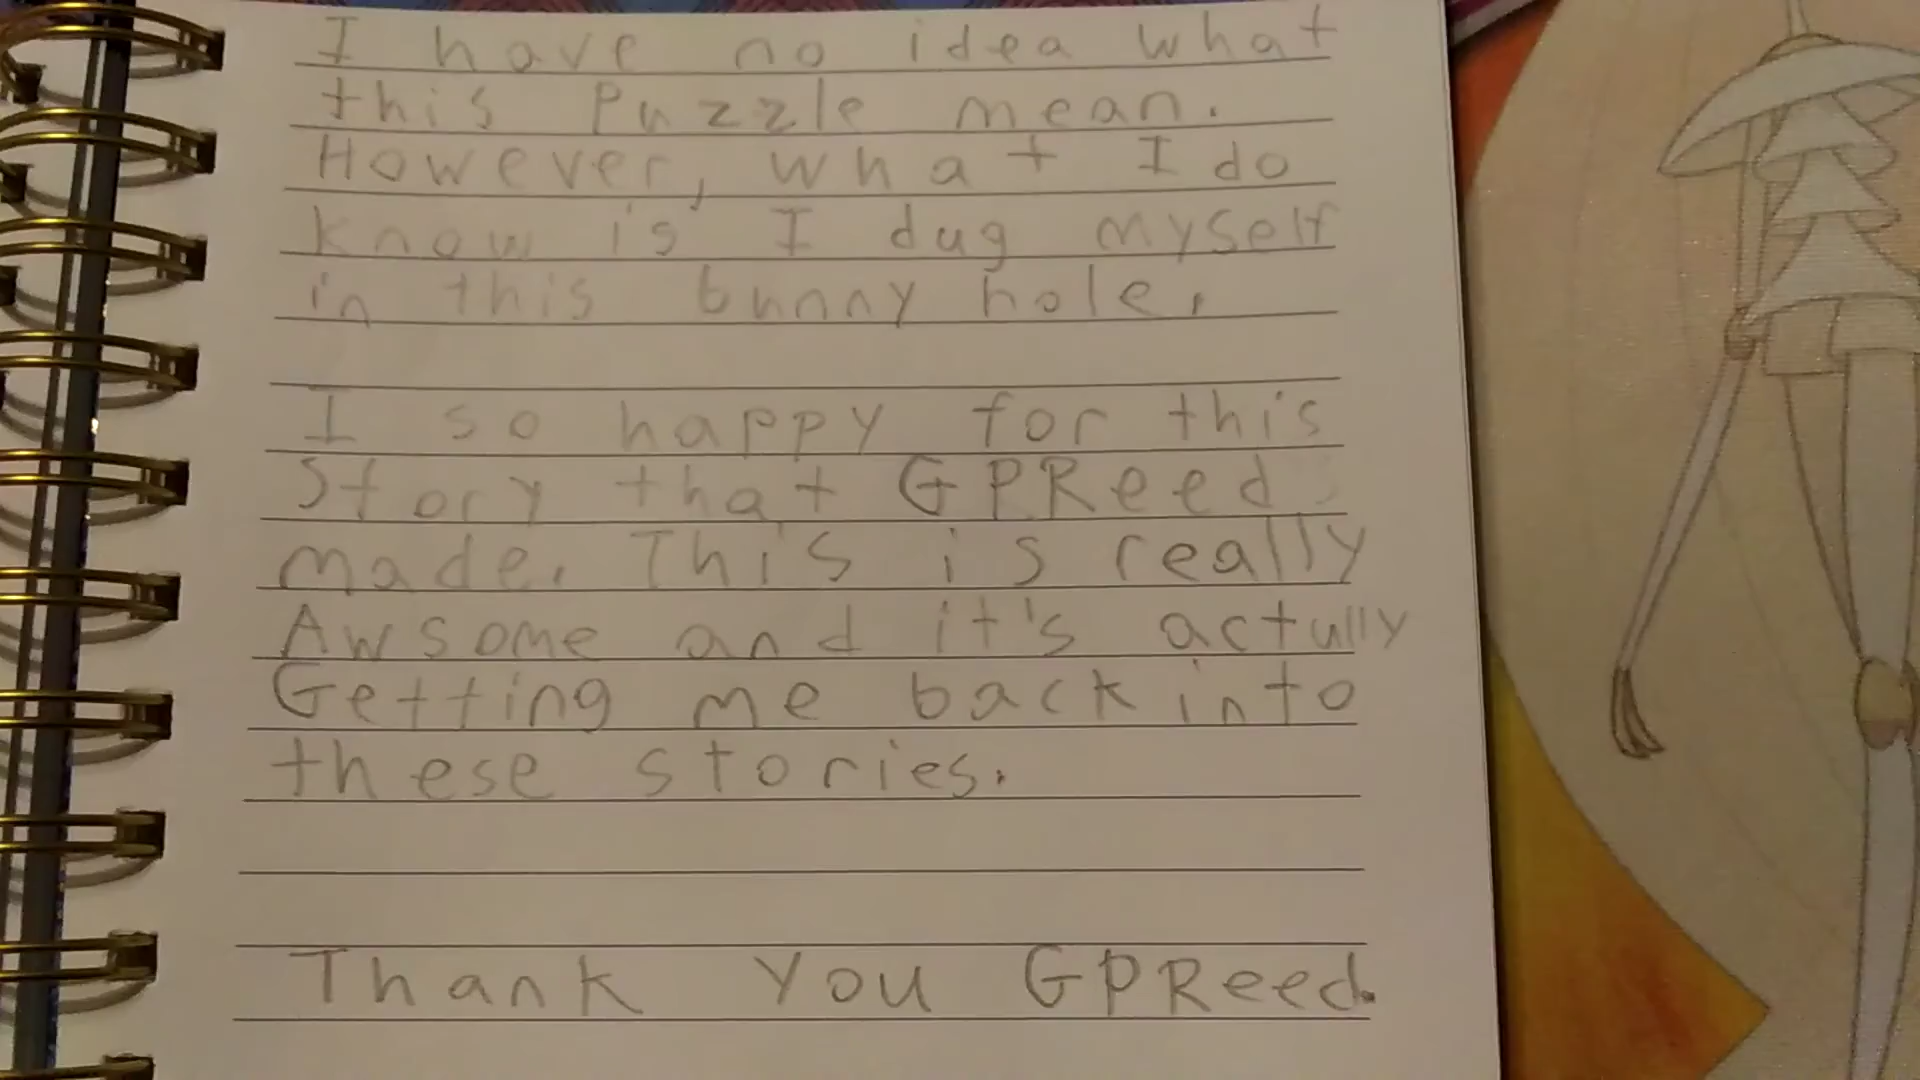 I have no idea what
this Puzzle mean.
However, what I do
know is I dug myself
in this bunny hole.
I so happy for this
Story that GPReed
made. This is really
Awsome and it's actully
Getting me back into
these stories.
Thank You GPReed.